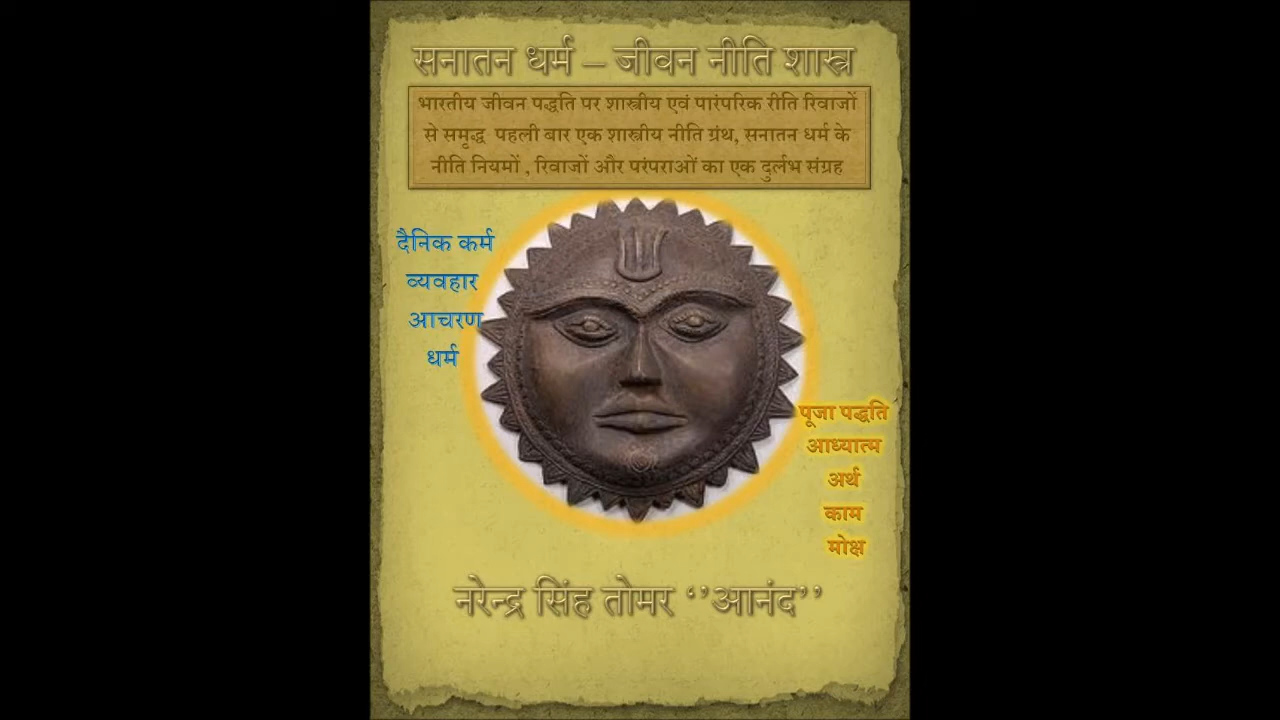 सनातन धर्म – जीवन नीति शास्त्र
भारतीय जीवन पद्धति पर शास्त्रीय एवं पारंपरिक रीति रिवाजों
से समृद्ध पहली बार एक शास्त्रीय नीति ग्रंथ, सनातन धर्म के
नीति नियमों , रिवाजों और परंपराओं का एक दुर्लभ संग्रह
दैनिक कर्म
व्यवहार
आचरण
धर्म
पूजा पद्धति
आध्यात्म
अर्थ
काम
मोक्ष
नरेन्द्र सिंह तोमर ‘’आनंद’’